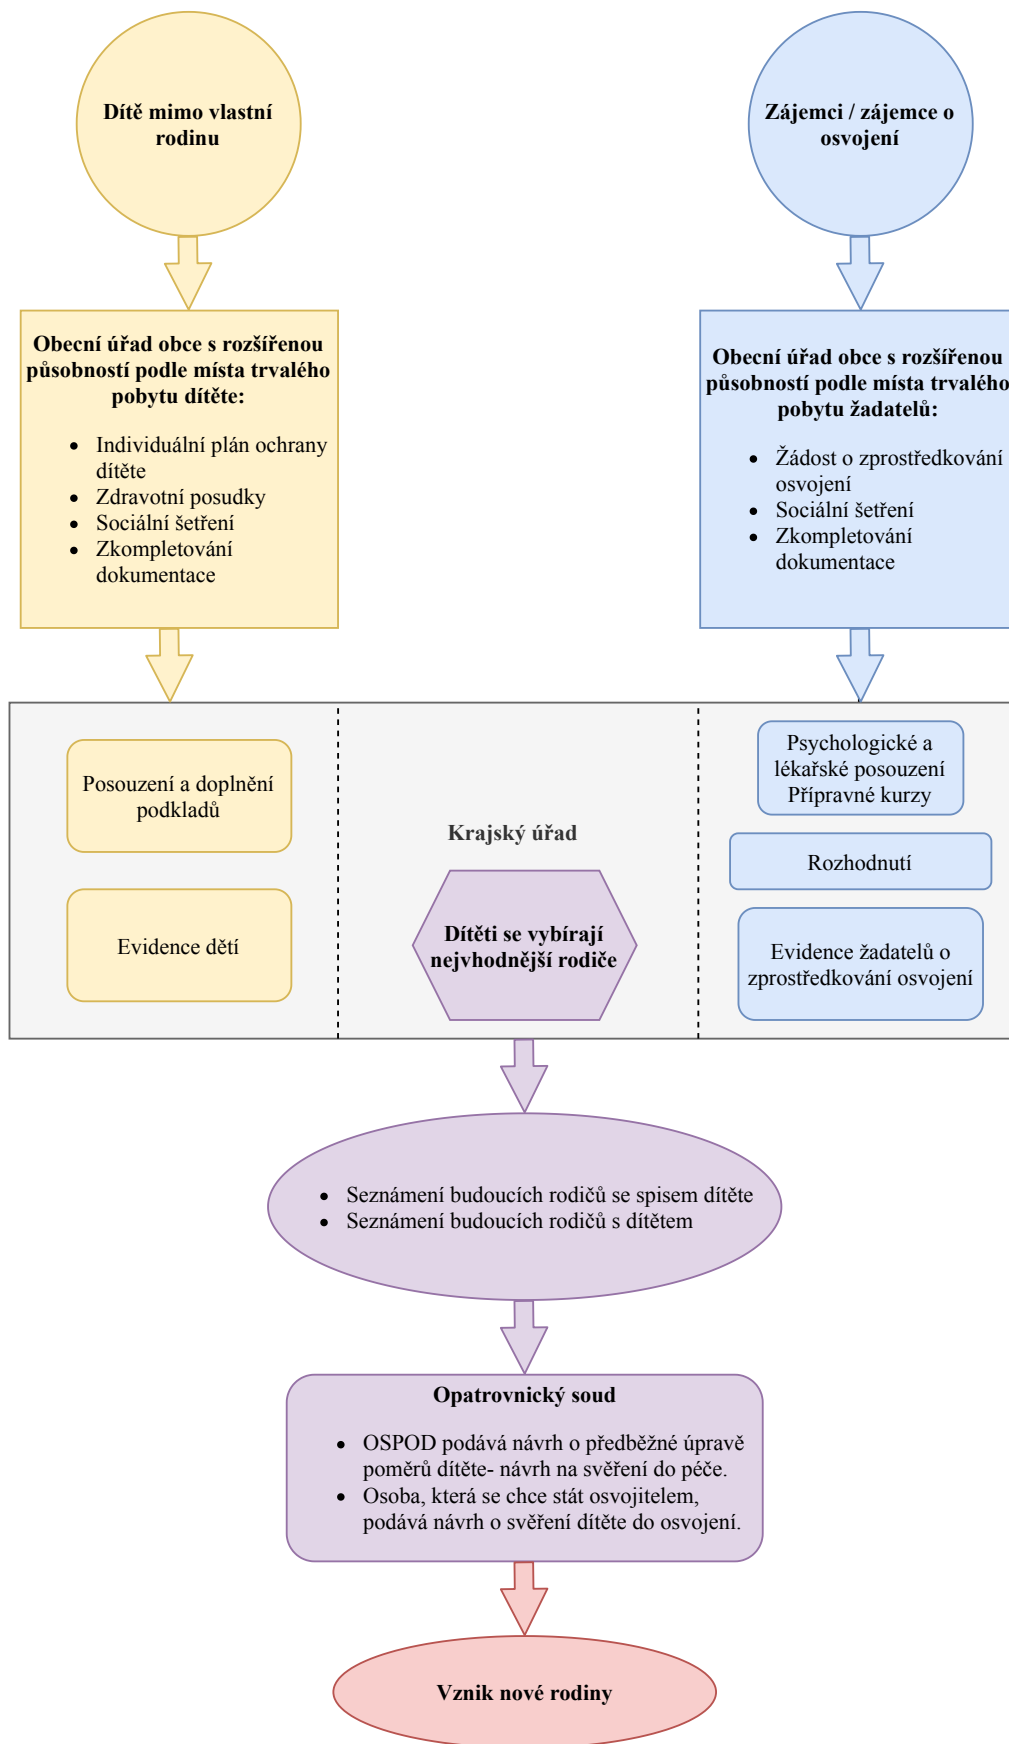 Dítě mimo vlastní
rodinu
Zájemci / zájemce o
osvojení
Obecní úřad obce s rozšířenou
působností podle místa trvalého
pobytu dítěte:
• Individuální plán ochrany
dítěte
• Zdravotní posudky
• Sociální šetření
• Zkompletování
dokumentace
Obecní úřad obce s rozšířenou
působností podle místa trvalého
pobytu žadatelů:
• Žádost o zprostředkování
osvojení
• Sociální šetření
• Zkompletování
dokumentace
Posouzení a doplnění
podkladů
Evidence dětí
Krajský úřad
Dítěti se vybírají
nejvhodnější rodiče
Psychologické a
lékařské posouzení
Přípravné kurzy
Rozhodnutí
Evidence žadatelů o
zprostředkování osvojení
• Seznámení budoucích rodičů se spisem dítěte
• Seznámení budoucích rodičů s dítětem
Opatrovnický soud
• OSPOD podává návrh o předběžné úpravě
poměrů dítěte- návrh na svěření do péče.
• Osoba, která se chce stát osvojitelem,
podává návrh o svěření dítěte do osvojení.
Vznik nové rodiny